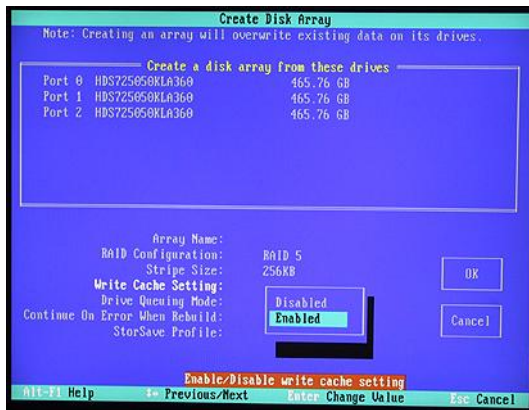 Create Disk Array
Note: Creating an array will overwrite existing data on its drives.
Create a disk array from these drives
Port 0 HDS725050KLA360 465.76 GB
Port 1 HDS725050KLA360 465.76 GB
Port 2 HDS725050KLA360 465.76 GB
Array Name:
RAID Configuration: RAID 5
Stripe Size: 256KB
Write Cache Setting:
Disabled
Drive Queuing Mode:
Enabled
Continue On Error When Rebuild:
StorSave Profile:
OK
Cancel
Enable/Disable write cache setting
Alt-F1 Help Previous/Next Enter Change Value Esc Cancel